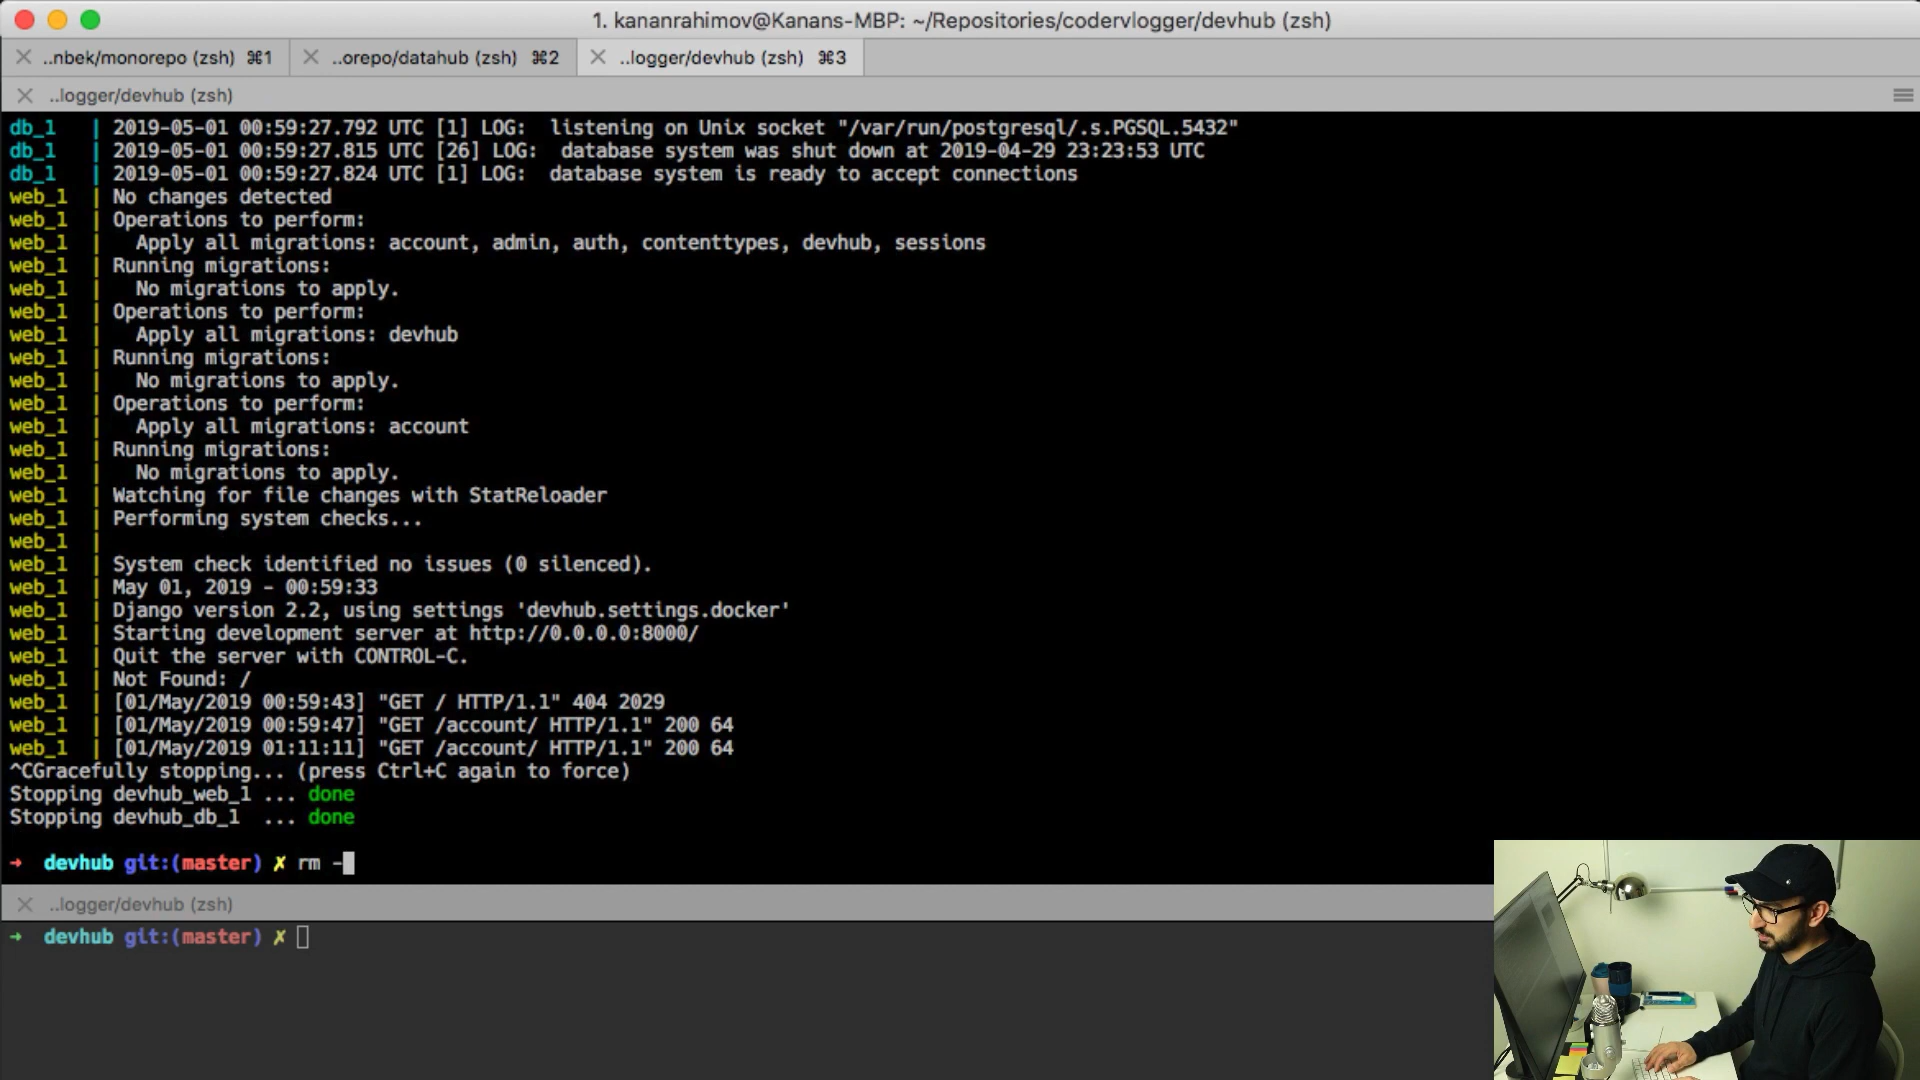 1. kananrahimov@Kanans-MBP: ~/Repositories/codervlogger/devhub (zsh)
..nbek/monorepo (zsh) ⌘1 ..orepo/datahub (zsh) ⌘2 ..logger/devhub (zsh) ⌘3
..logger/devhub (zsh)
db_1 | 2019-05-01 00:59:27.792 UTC [1] LOG: listening on Unix socket "/var/run/postgresql/.s.PGSQL.5432"
db_1 | 2019-05-01 00:59:27.815 UTC [26] LOG: database system was shut down at 2019-04-29 23:23:53 UTC
db_1 | 2019-05-01 00:59:27.824 UTC [1] LOG: database system is ready to accept connections
web_1 | No changes detected
web_1 | Operations to perform:
web_1 | Apply all migrations: account, admin, auth, contenttypes, devhub, sessions
web_1 | Running migrations:
web_1 | No migrations to apply.
web_1 | Operations to perform:
web_1 | Apply all migrations: devhub
web_1 | Running migrations:
web_1 | No migrations to apply.
web_1 | Operations to perform:
web_1 | Apply all migrations: account
web_1 | Running migrations:
web_1 | No migrations to apply.
web_1 | Watching for file changes with StatReloader
web_1 | Performing system checks...
web_1 |
web_1 | System check identified no issues (0 silenced).
web_1 | May 01, 2019 - 00:59:33
web_1 | Django version 2.2, using settings 'devhub.settings.docker'
web_1 | Starting development server at http://0.0.0.0:8000/
web_1 | Quit the server with CONTROL-C.
web_1 | Not Found: /
web_1 | [01/May/2019 00:59:43] "GET / HTTP/1.1" 404 2029
web_1 | [01/May/2019 00:59:47] "GET /account/ HTTP/1.1" 200 64
web_1 | [01/May/2019 01:11:11] "GET /account/ HTTP/1.1" 200 64
^CGracefully stopping... (press Ctrl+C again to force)
Stopping devhub_web_1 ... done
Stopping devhub_db_1 ... done
➜ devhub git:(master) ✗ rm -
..logger/devhub (zsh)
➜ devhub git:(master) ✗